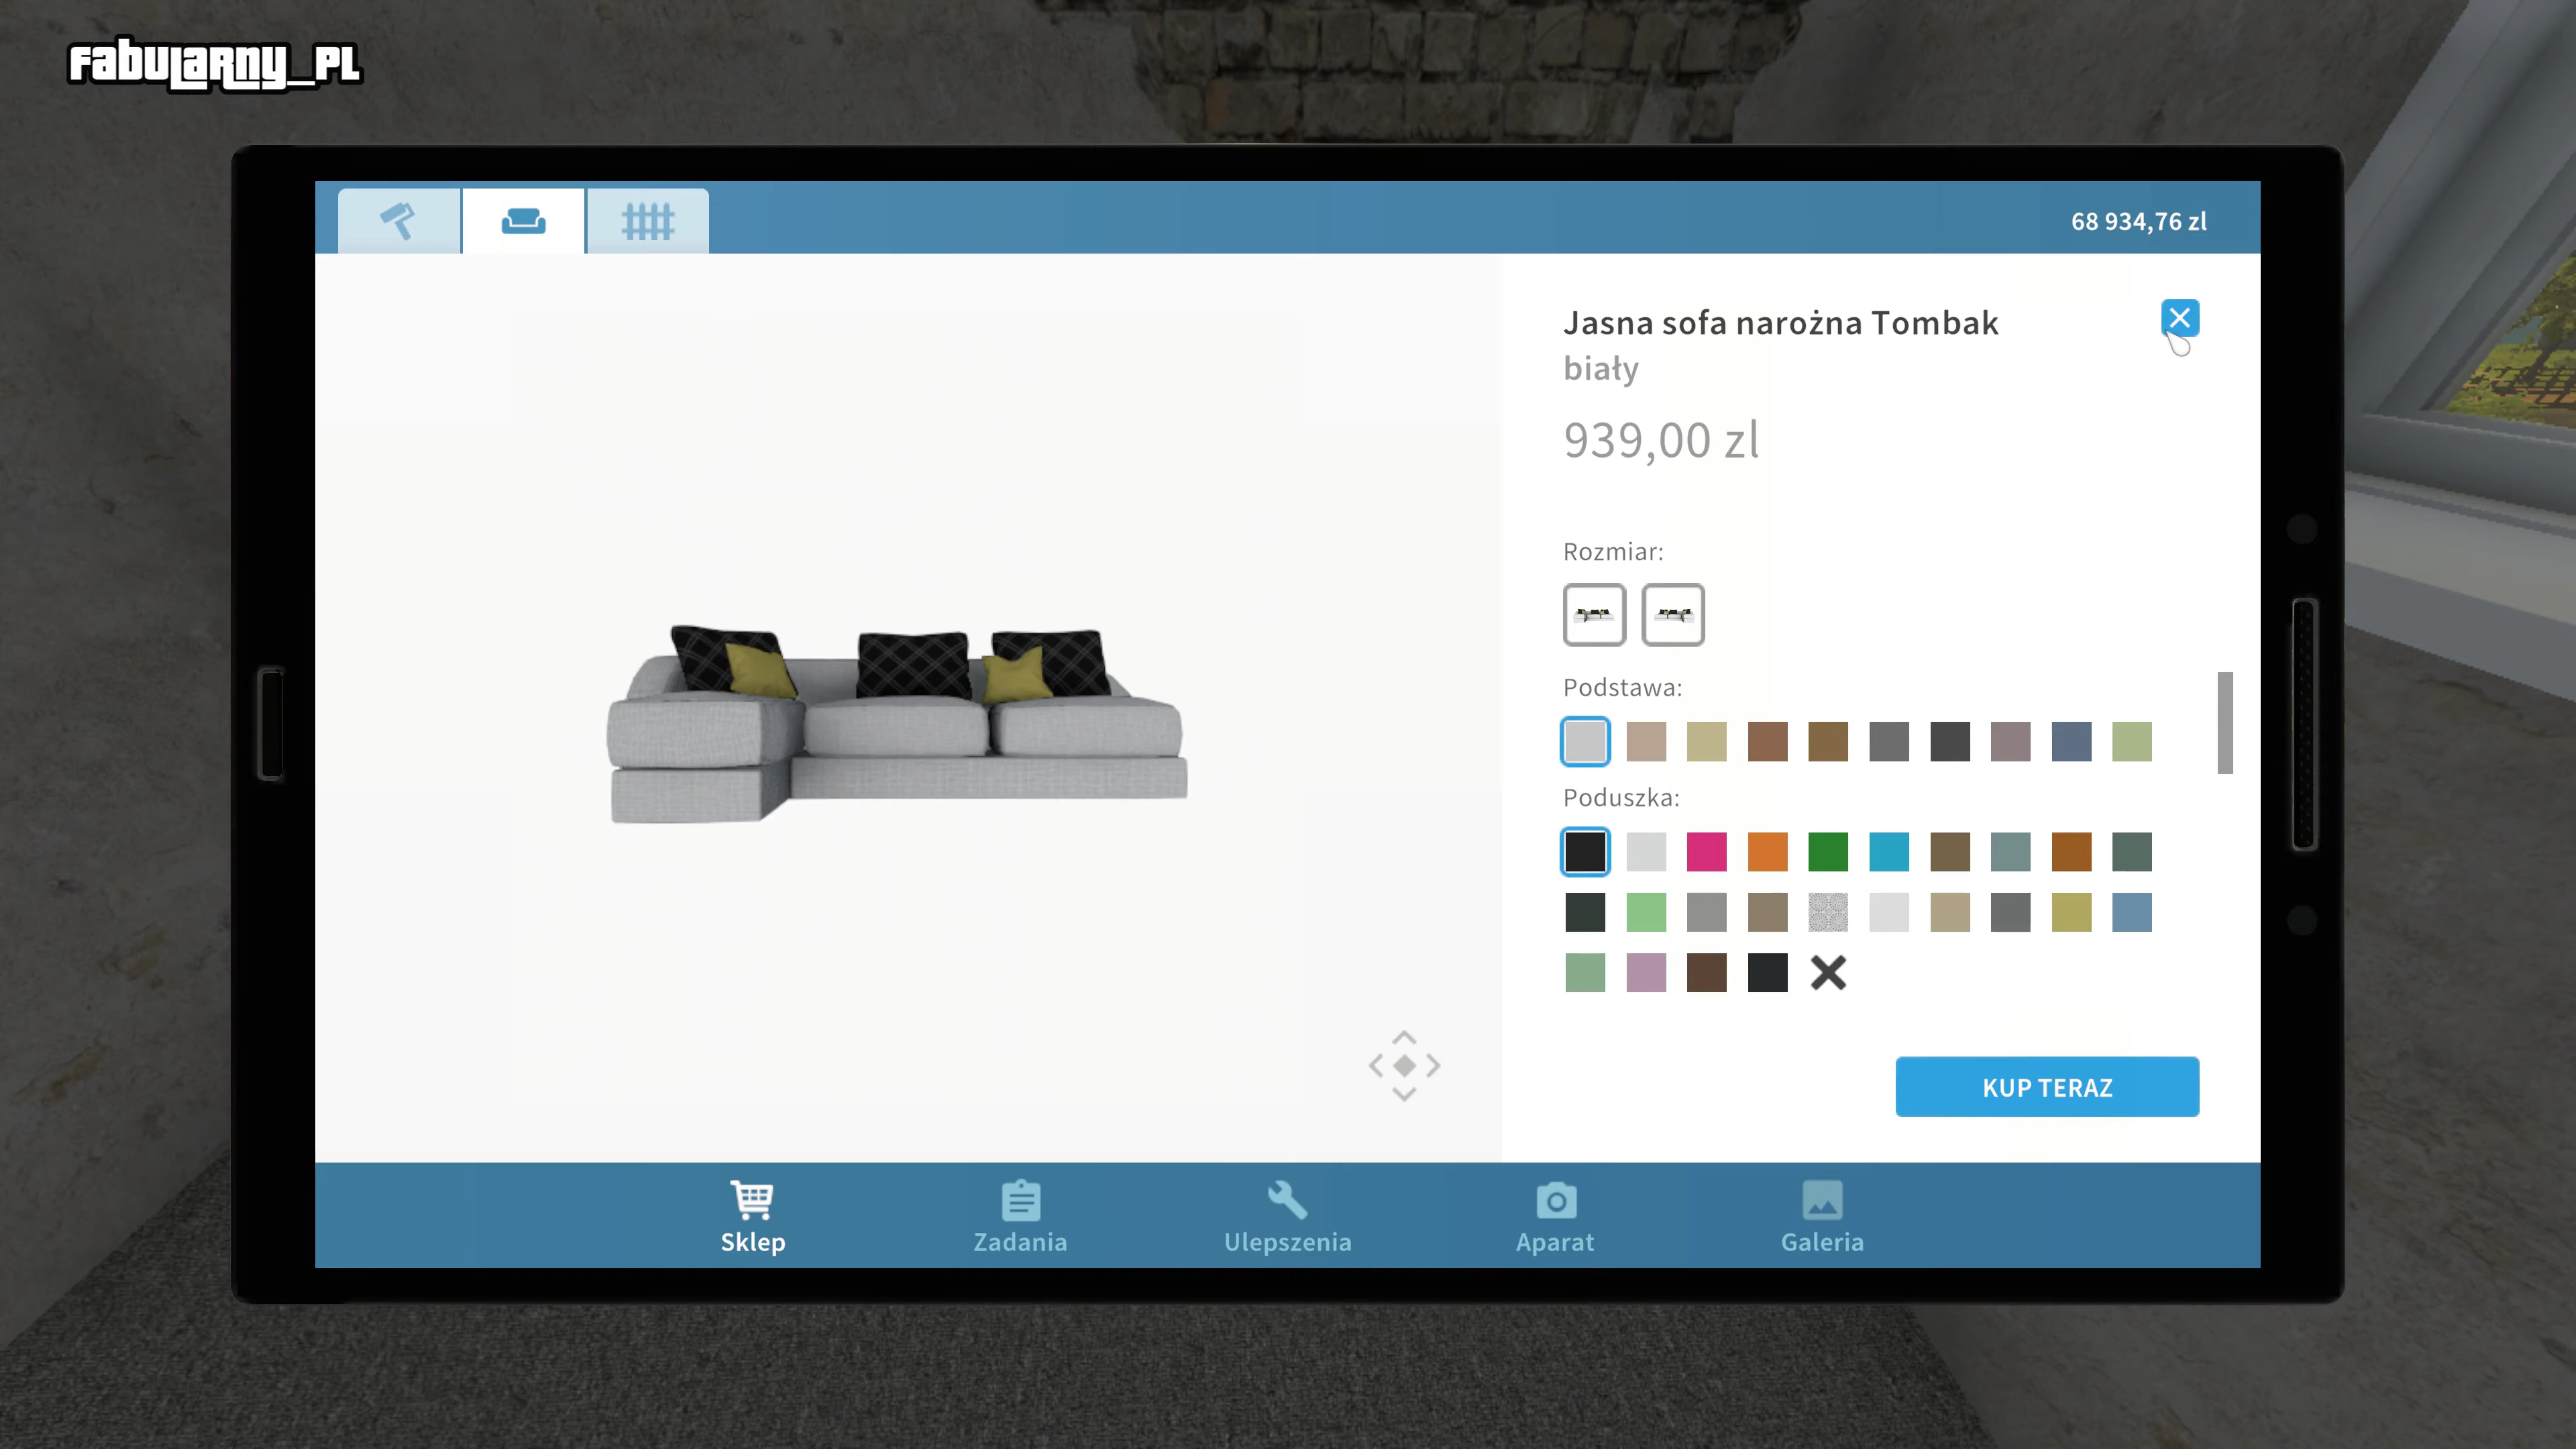 FabULaRny_PL
68 934,76 zl
Jasna sofa narożna Tombak
biały
939,00 zl
Rozmiar:
Podstawa:
Poduszka:
KUP TERAZ
Sklep
Zadania
Ulepszenia
Aparat
Galeria